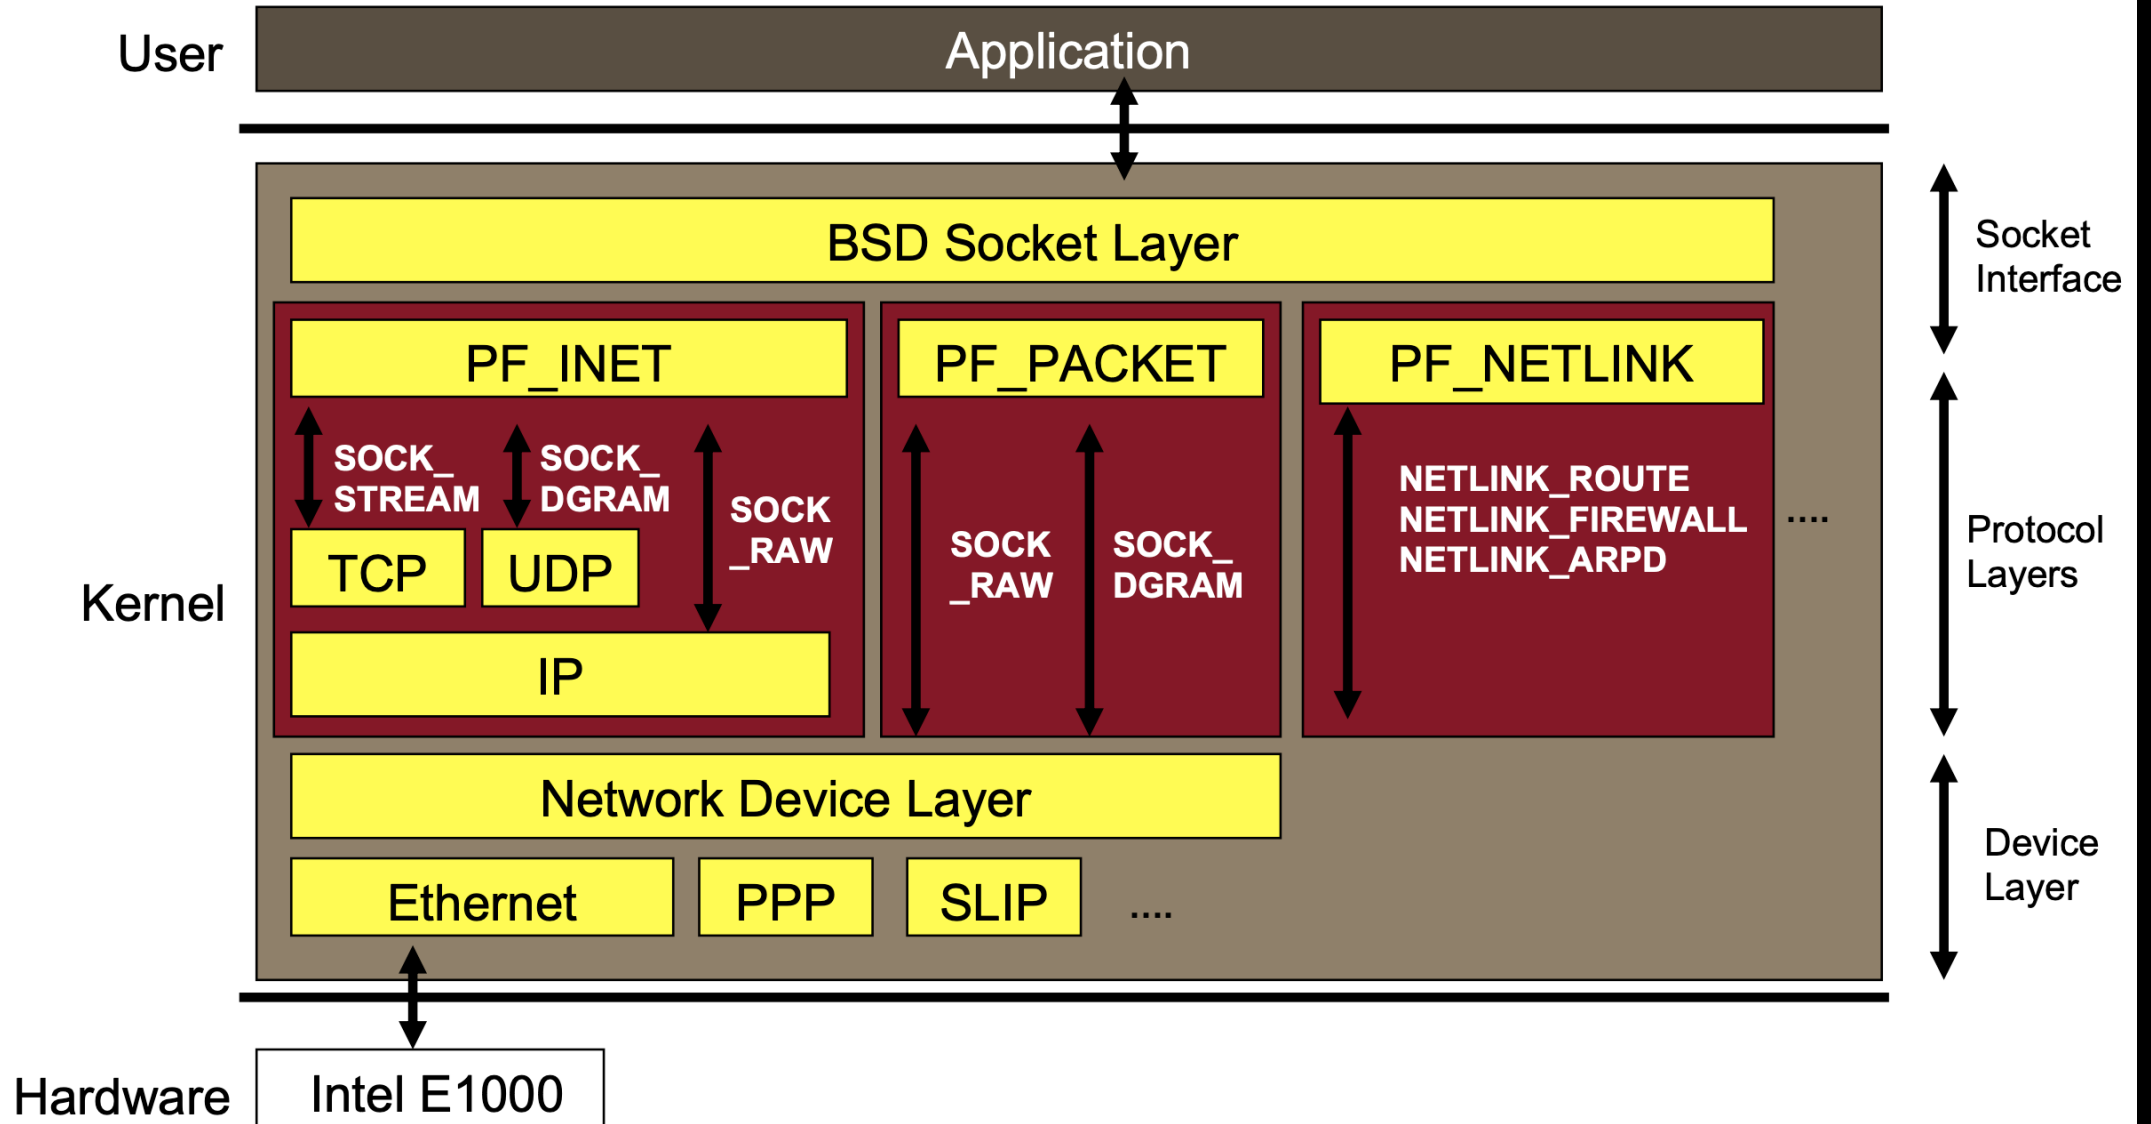 User
Application
BSD Socket Layer
Socket
Interface
PF_INET
PF_PACKET
PF_NETLINK
SOCK_
STREAM
SOCK_
DGRAM
SOCK
_RAW
SOCK
_RAW
SOCK_
DGRAM
NETLINK_ROUTE
NETLINK_FIREWALL
NETLINK_ARPD
....
Protocol
Layers
TCP
UDP
Kernel
IP
Network Device Layer
Device
Layer
Ethernet
PPP
SLIP
....
Hardware
Intel E1000